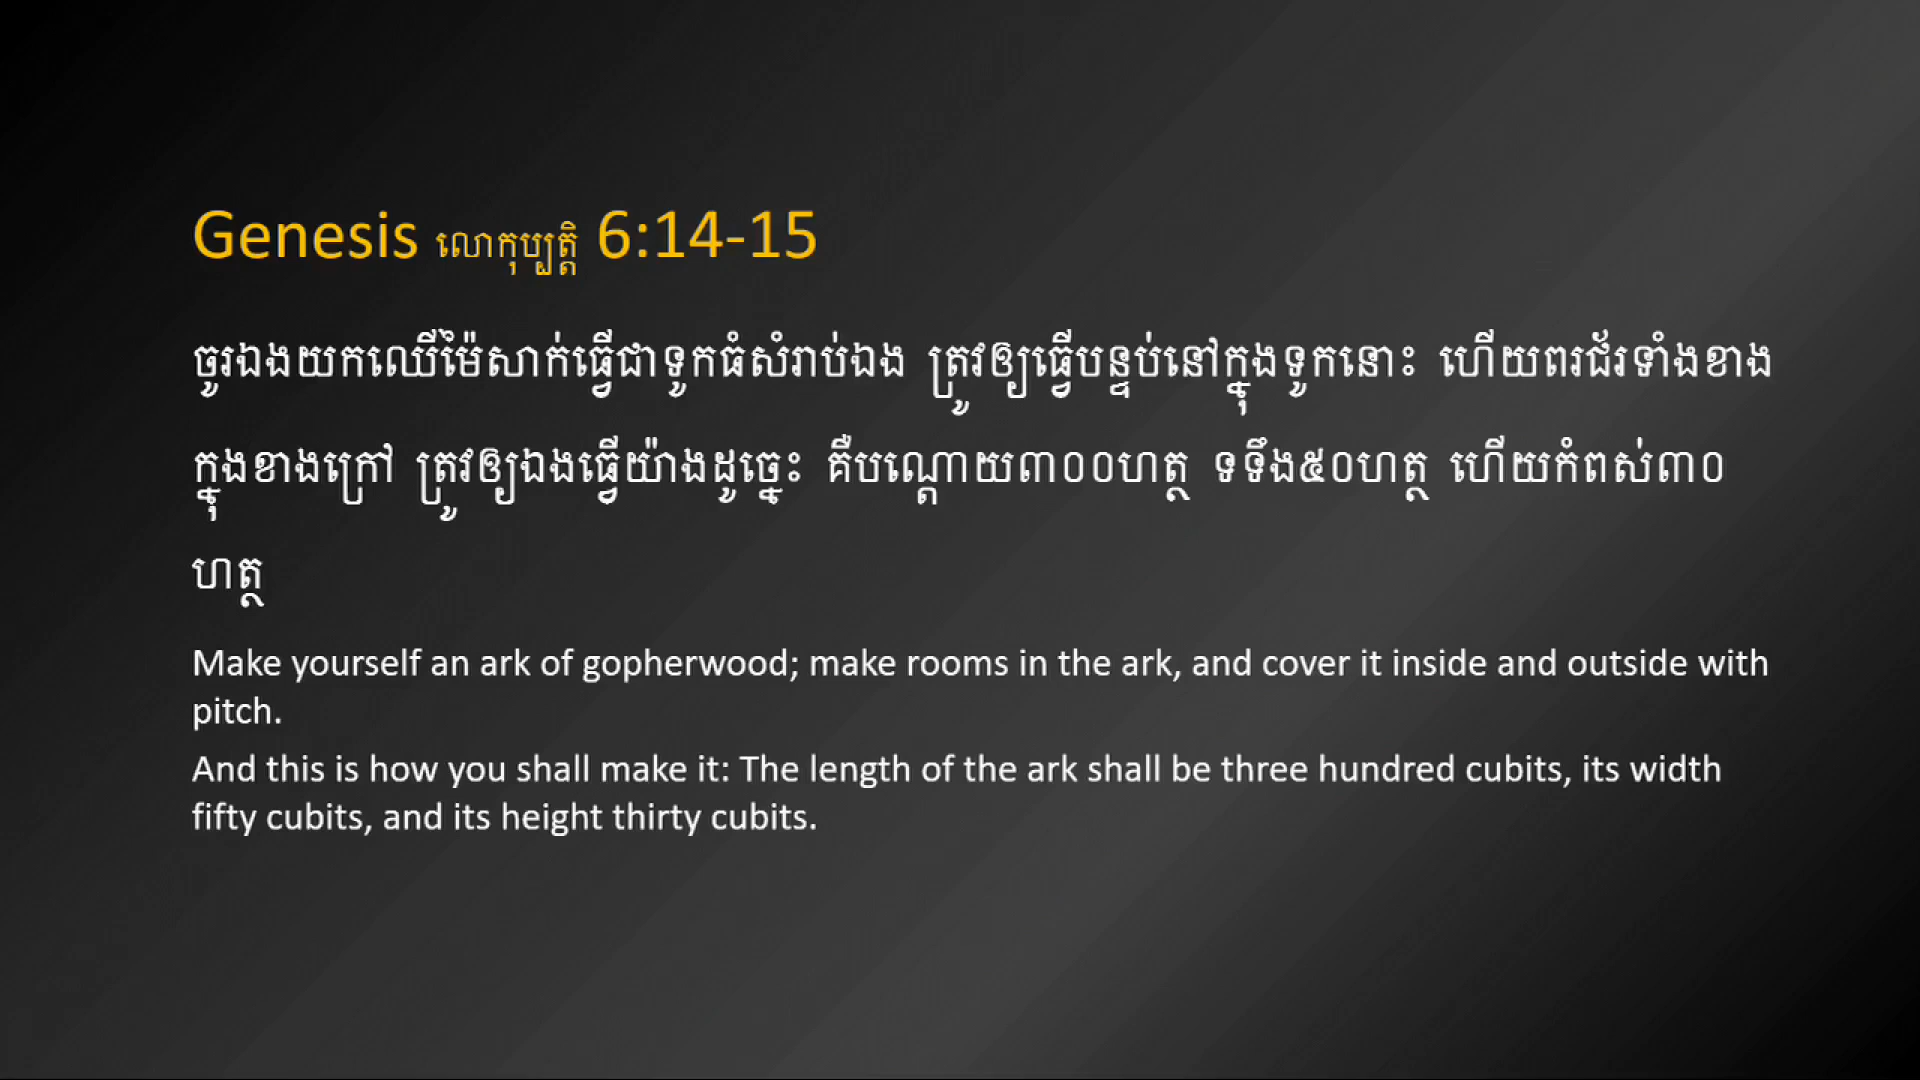 Genesis លោកុប្បត្តិ 6:14-15
ចូរឯងយកឈើម៉ៃសាក់ធ្វើជាទូកធំសំរាប់ឯង ត្រូវឲ្យធ្វើបន្ទប់នៅក្នុងទូកនោះ ហើយពរជ័រទាំងខាង
ក្នុងខាងក្រៅ ត្រូវឲ្យឯងធ្វើយ៉ាងដូច្នេះ គឺបណ្តោយ៣០០ហត្ថ ទទឹង៥០ហត្ថ ហើយកំពស់៣០
ហត្ថ
Make yourself an ark of gopherwood; make rooms in the ark, and cover it inside and outside with
pitch.
And this is how you shall make it: The length of the ark shall be three hundred cubits, its width
fifty cubits, and its height thirty cubits.